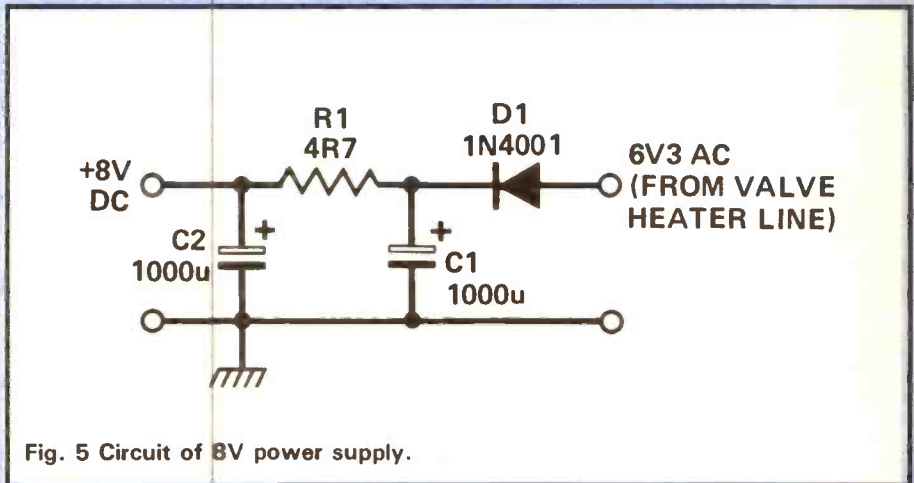 D1
1N4001
R1
4R7
6V3 AC
(FROM VALVE
HEATER LINE)
+8V
DC
+
C2
1000u
+
C1
1000u
Fig. 5 Circuit of 8V power supply.